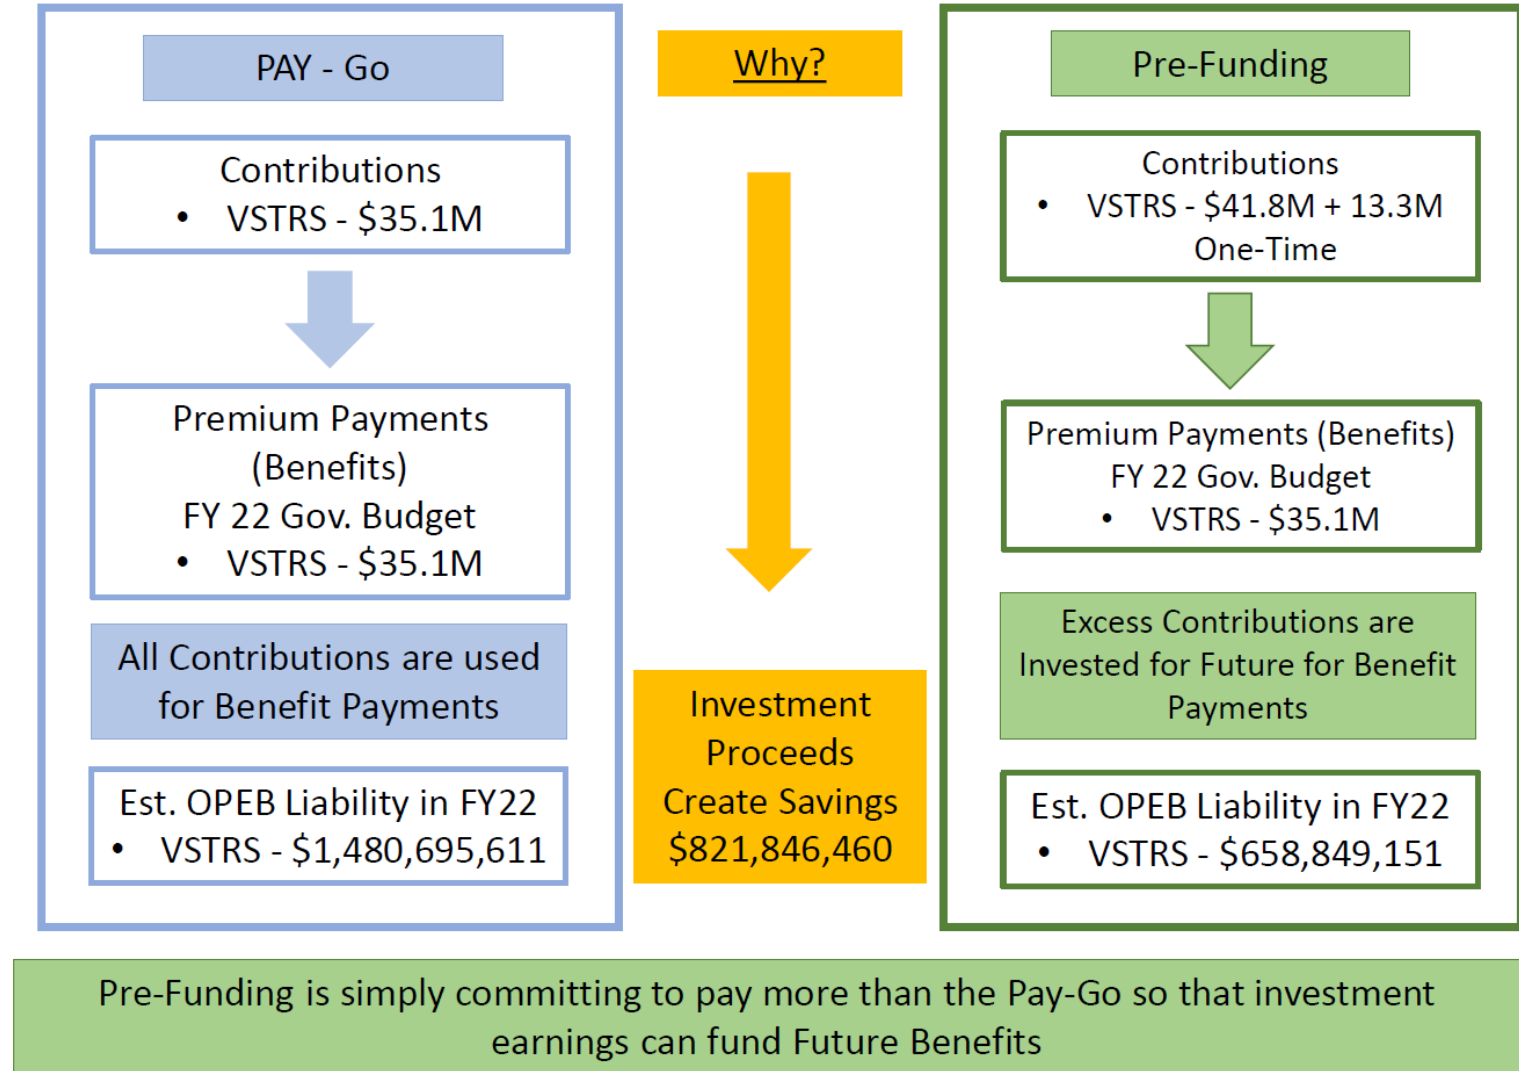 PAY - Go
Contributions
• VSTRS - $35.1M
Premium Payments
(Benefits)
FY 22 Gov. Budget
• VSTRS - $35.1M
All Contributions are used
for Benefit Payments
Est. OPEB Liability in FY22
• VSTRS - $1,480,695,611
Why?
Investment
Proceeds
Create Savings
$821,846,460
Pre-Funding
Contributions
• VSTRS - $41.8M + 13.3M
One-Time
Premium Payments (Benefits)
FY 22 Gov. Budget
• VSTRS - $35.1M
Excess Contributions are
Invested for Future for Benefit
Payments
Est. OPEB Liability in FY22
• VSTRS - $658,849,151
Pre-Funding is simply committing to pay more than the Pay-Go so that investment
earnings can fund Future Benefits